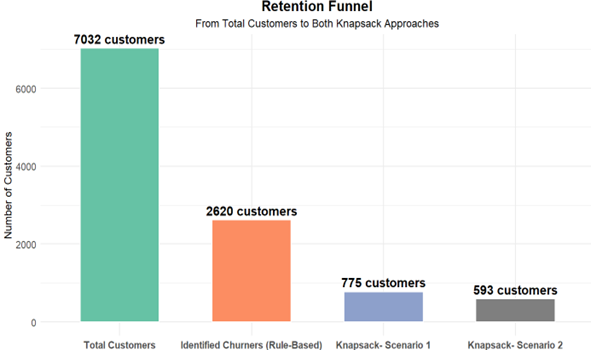 Retention Funnel
From Total Customers to Both Knapsack Approaches
7032 customers
2620 customers
775 customers
593 customers
Number of Customers
6000
4000
2000
0
Total Customers
Identified Churners (Rule-Based)
Knapsack- Scenario 1
Knapsack- Scenario 2